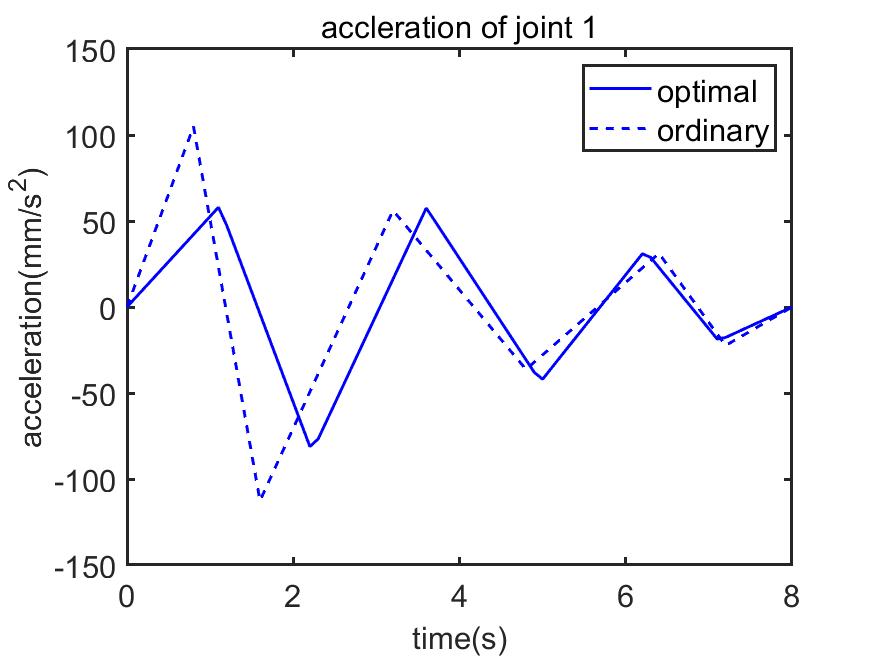 accleration of joint 1
150
100
50
0
-50
-100
-150
acceleration(mm/s²)
optimal
ordinary
0 2 4 6 8
time(s)